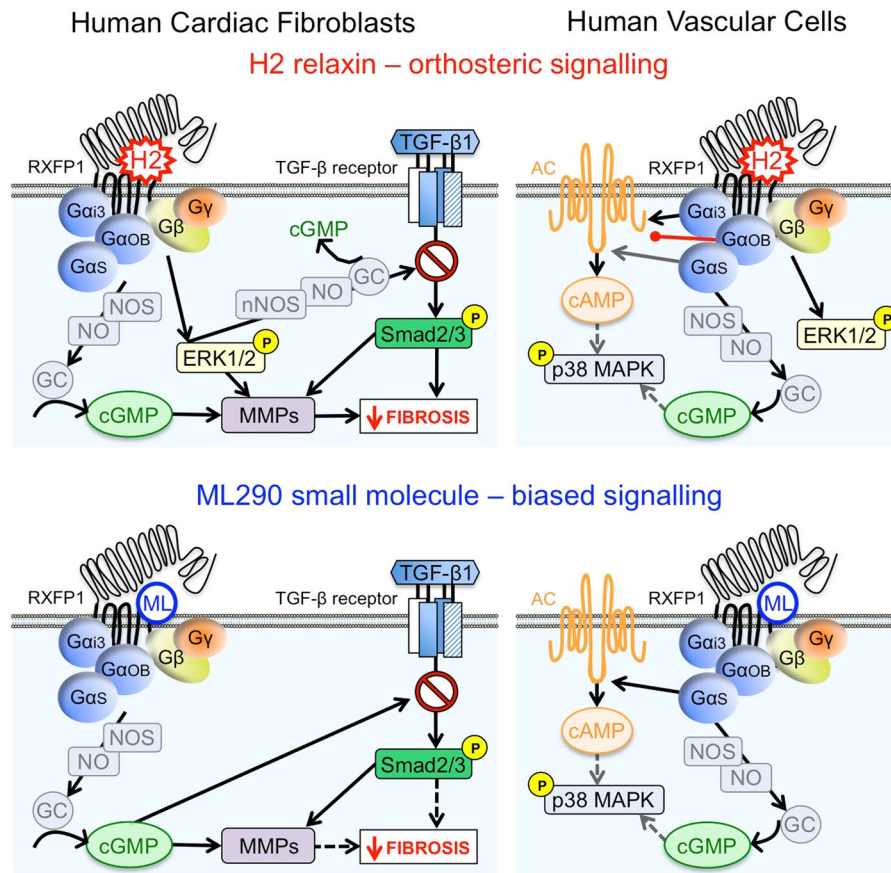 Human Cardiac Fibroblasts
Human Vascular Cells
H2 relaxin – orthosteric signalling
RXFP1
H2
TGF-β receptor
TGF-β1
Gαi3
GαOB
Gβ
Gγ
GαS
NOS
NO
GC
cGMP
cGMP
nNOS
NO
GC
ERK1/2
P
Smad2/3
P
MMPs
FIBROSIS
AC
RXFP1
H2
Gαi3
GαOB
Gβ
Gγ
GαS
cAMP
P
p38 MAPK
NOS
NO
GC
cGMP
ERK1/2
P
ML290 small molecule – biased signalling
RXFP1
ML
TGF-β receptor
TGF-β1
Gαi3
GαOB
Gβ
Gγ
GαS
NOS
NO
GC
cGMP
Smad2/3
P
MMPs
FIBROSIS
AC
RXFP1
ML
Gαi3
GαOB
Gβ
Gγ
GαS
cAMP
P
p38 MAPK
NOS
NO
GC
cGMP